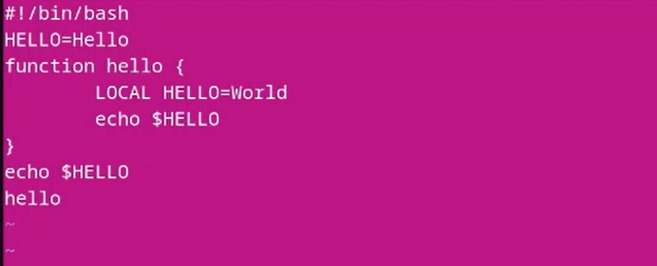 #!/bin/bash
HELLO=Hello
function hello {
        LOCAL HELLO=World
        echo $HELLO
}
echo $HELLO
hello
~
~